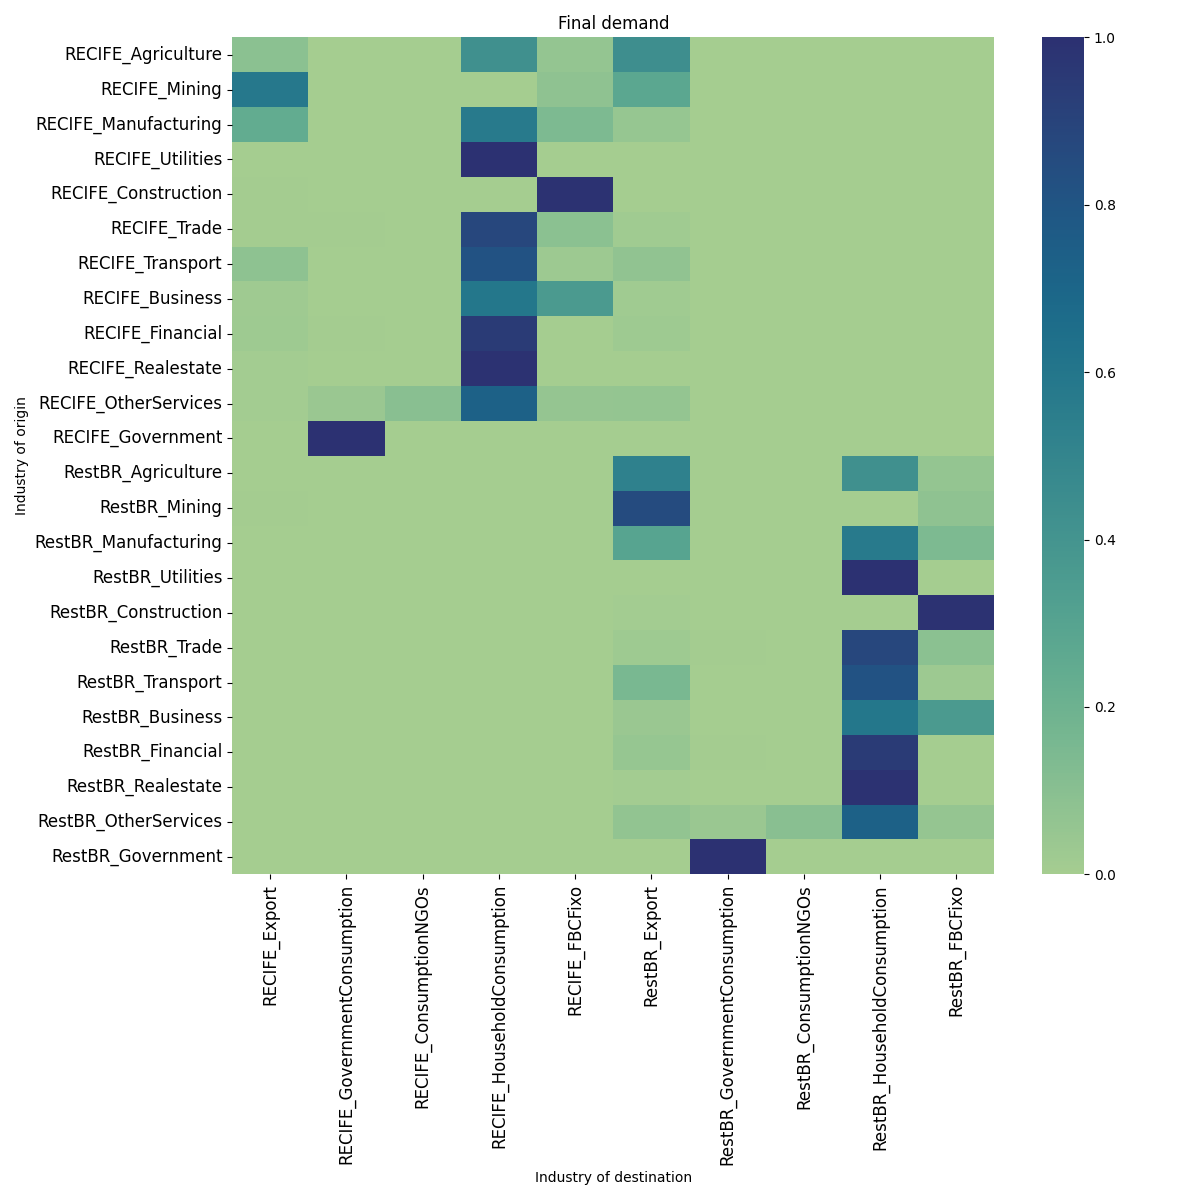 Final demand
Industry of origin
RECIFE_Agriculture
RECIFE_Mining
RECIFE_Manufacturing
RECIFE_Utilities
RECIFE_Construction
RECIFE_Trade
RECIFE_Transport
RECIFE_Business
RECIFE_Financial
RECIFE_Realestate
RECIFE_OtherServices
RECIFE_Government
RestBR_Agriculture
RestBR_Mining
RestBR_Manufacturing
RestBR_Utilities
RestBR_Construction
RestBR_Trade
RestBR_Transport
RestBR_Business
RestBR_Financial
RestBR_Realestate
RestBR_OtherServices
RestBR_Government
RECIFE_Export
RECIFE_GovernmentConsumption
RECIFE_ConsumptionNGOs
RECIFE_HouseholdConsumption
RECIFE_FBCFixo
RestBR_Export
RestBR_GovernmentConsumption
RestBR_ConsumptionNGOs
RestBR_HouseholdConsumption
RestBR_FBCFixo
Industry of destination
1.0
0.8
0.6
0.4
0.2
0.0